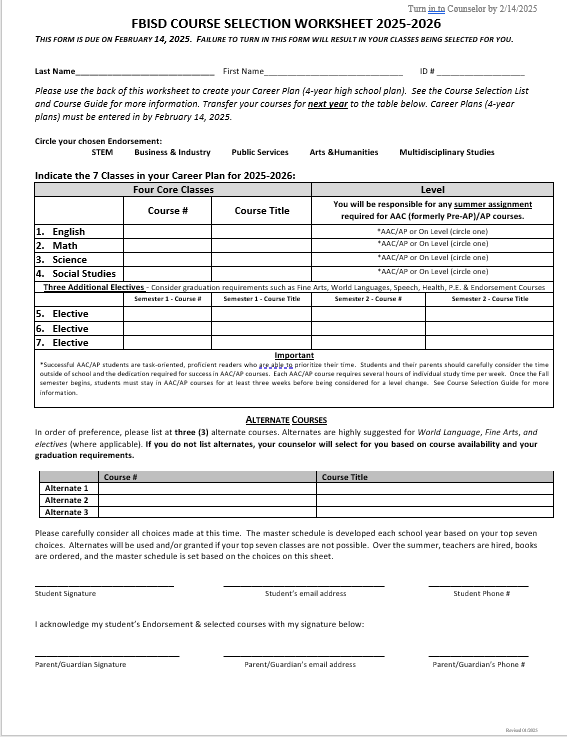 Turn in to Counselor by 2/14/2025
FBISD COURSE SELECTION WORKSHEET 2025-2026
THIS FORM IS DUE ON FEBRUARY 14, 2025. FAILURE TO TURN IN THIS FORM WILL RESULT IN YOUR CLASSES BEING SELECTED FOR YOU.
Last Name______________________________ First Name______________________________ ID # ___________________
Please use the back of this worksheet to create your Career Plan (4-year high school plan). See the Course Selection List
and Course Guide for more information. Transfer your courses for next year to the table below. Career Plans (4-year
plans) must be entered in by February 14, 2025.
Circle your chosen Endorsement:
STEM Business & Industry Public Services Arts &Humanities Multidisciplinary Studies
Indicate the 7 Classes in your Career Plan for 2025-2026:
Four Core Classes Level
Course # Course Title You will be responsible for any summer assignment
required for AAC (formerly Pre-AP)/AP courses.
1. English *AAC/AP or On Level (circle one)
2. Math *AAC/AP or On Level (circle one)
3. Science *AAC/AP or On Level (circle one)
4. Social Studies *AAC/AP or On Level (circle one)
Three Additional Electives - Consider graduation requirements such as Fine Arts, World Languages, Speech, Health, P.E. & Endorsement Courses
Semester 1 - Course # Semester 1 - Course Title Semester 2 - Course # Semester 2 - Course Title
5. Elective
6. Elective
7. Elective
Important
*Successful AAC/AP students are task-oriented, proficient readers who are able to prioritize their time. Students and their parents should carefully consider the time
outside of school and the dedication required for success in AAC/AP courses. Each AAC/AP course requires several hours of individual study time per week. Once the Fall
semester begins, students must stay in AAC/AP courses for at least three weeks before being considered for a level change. See Course Selection Guide for more
information.
ALTERNATE COURSES
In order of preference, please list at three (3) alternate courses. Alternates are highly suggested for World Language, Fine Arts, and
electives (where applicable). If you do not list alternates, your counselor will select for you based on course availability and your
graduation requirements.
Course # Course Title
Alternate 1
Alternate 2
Alternate 3
Please carefully consider all choices made at this time. The master schedule is developed each school year based on your top seven
choices. Alternates will be used and/or granted if your top seven classes are not possible. Over the summer, teachers are hired, books
are ordered, and the master schedule is set based on the choices on this sheet.
Student Signature Student's email address Student Phone #
I acknowledge my student's Endorsement & selected courses with my signature below:
Parent/Guardian Signature Parent/Guardian's email address Parent/Guardian's Phone #
Revised 01/2025